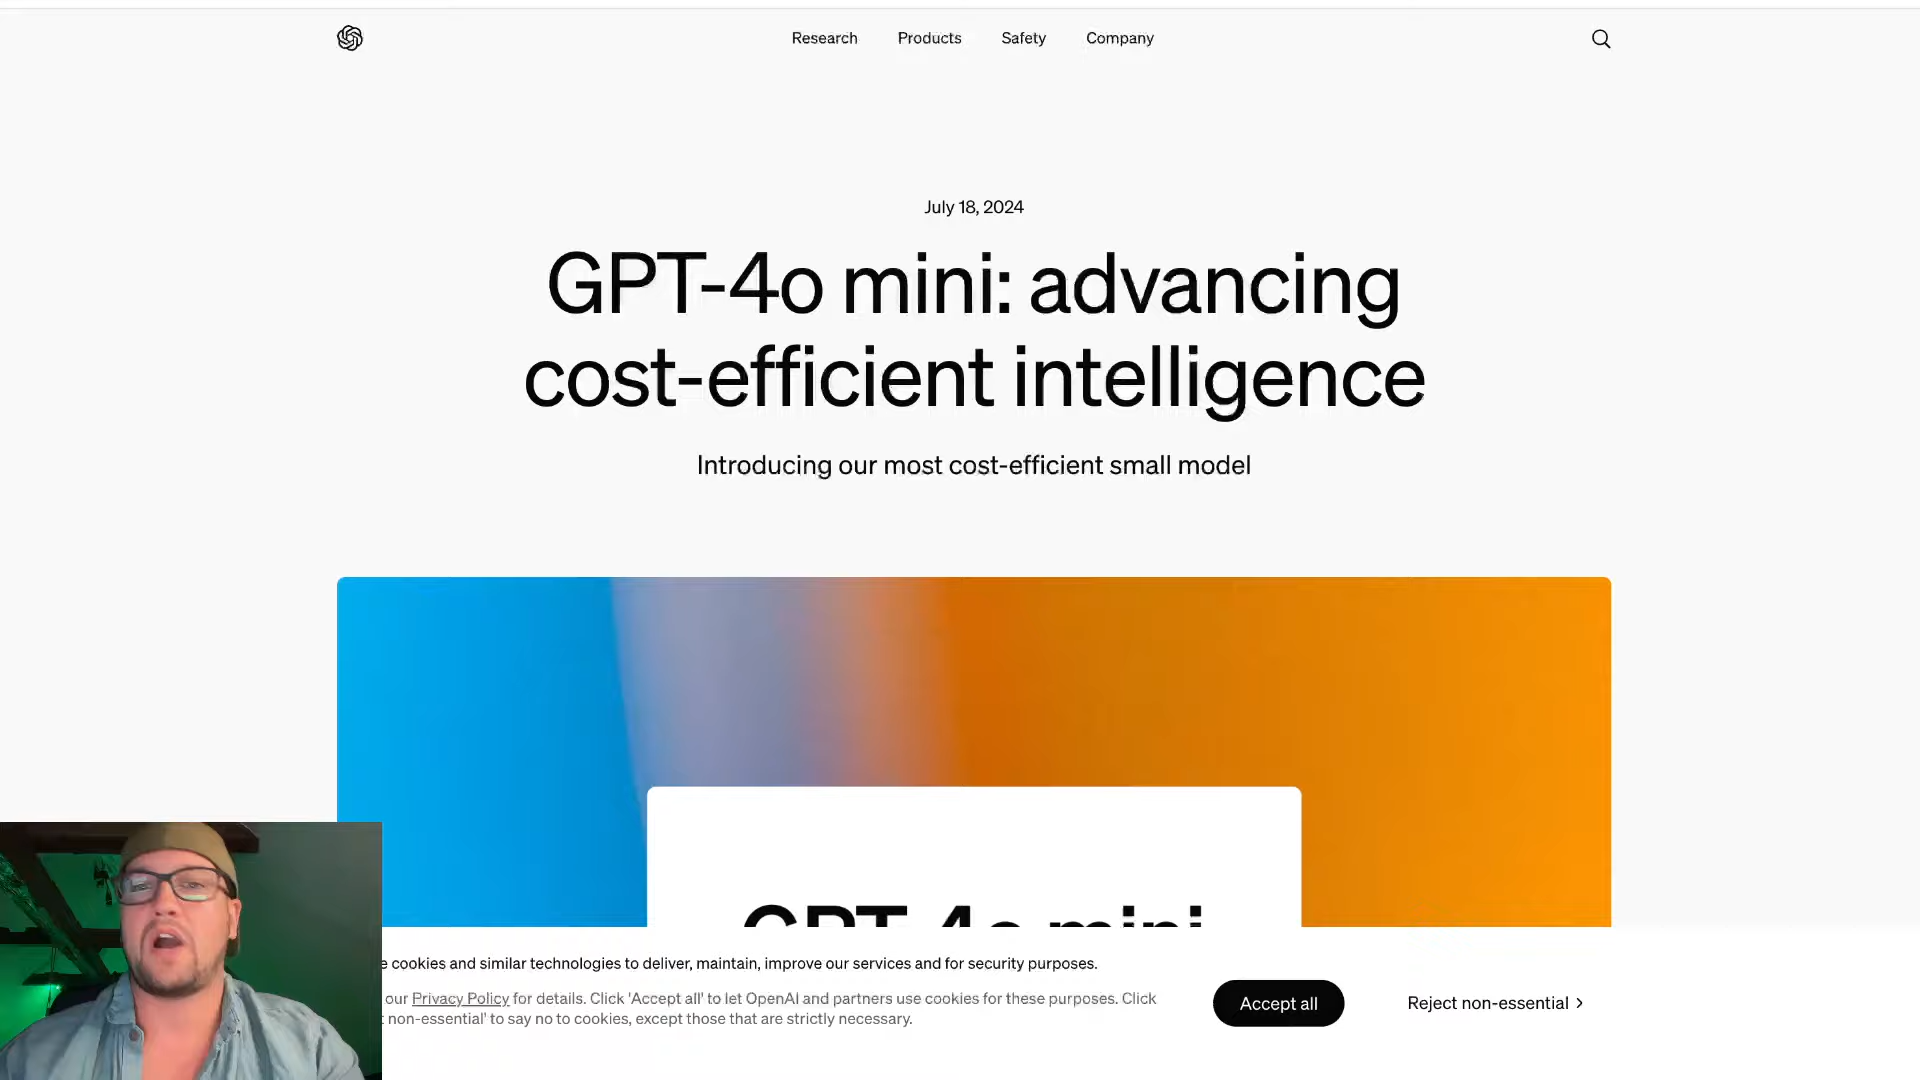 Research Products Safety Company
July 18, 2024
GPT-4o mini: advancing
cost-efficient intelligence
Introducing our most cost-efficient small model
GPT-4o mini
cookies and similar technologies to deliver, maintain, improve our services and for security purposes.
our Privacy Policy for details. Click 'Accept all' to let OpenAI and partners use cookies for these purposes. Click
non-essential' to say no to cookies, except those that are strictly necessary.
Accept all
Reject non-essential